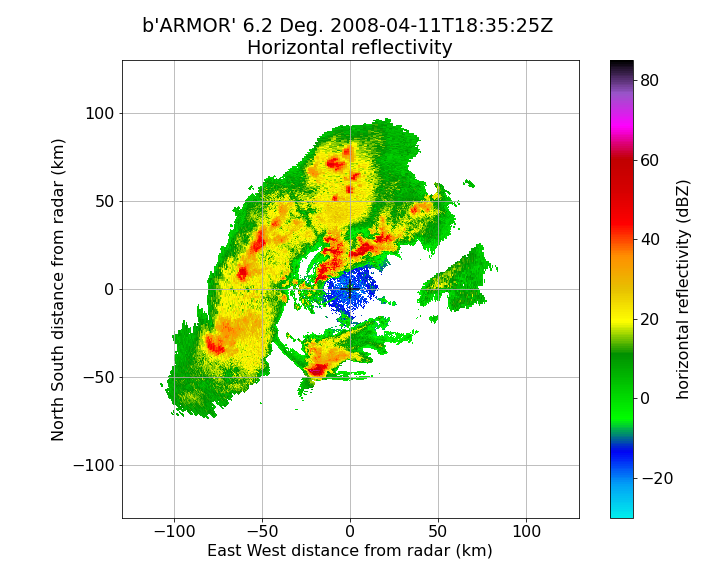 b'ARMOR' 6.2 Deg. 2008-04-11T18:35:25Z
Horizontal reflectivity
North South distance from radar (km)
100
50
0
−50
−100
−100 −50 0 50 100
East West distance from radar (km)
80
60
40
20
0
−20
horizontal reflectivity (dBZ)